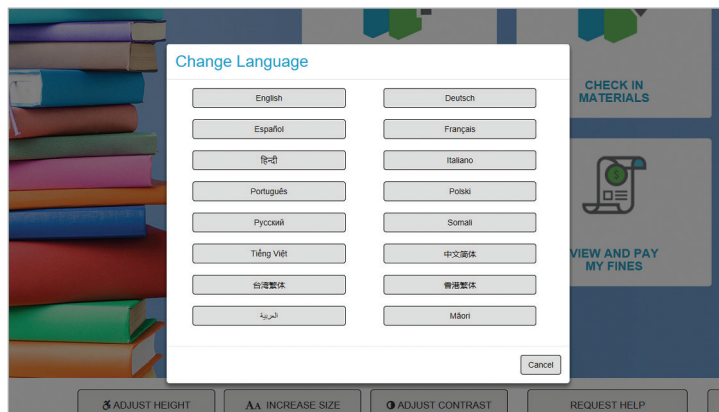 Change Language
English
Deutsch
Español
Français
हिन्दी
Italiano
Português
Polski
Русский
Somali
Tiếng Việt
中文简体
台湾繁体
香港繁体
العربية
Māori
Cancel
CHECK IN
MATERIALS
VIEW AND PAY
MY FINES
ADJUST HEIGHT
AA INCREASE SIZE
ADJUST CONTRAST
REQUEST HELP